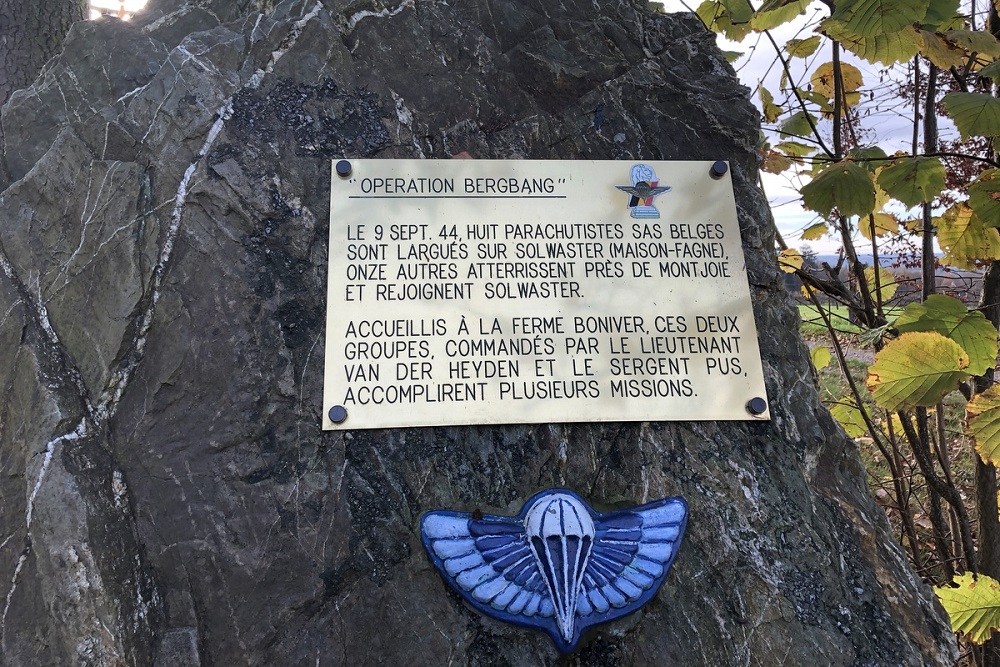 "OPERATION BERGBANG"
LE 9 SEPT. 44, HUIT PARACHUTISTES SAS BELGES
SONT LARGUÉS SUR SOLWASTER (MAISON-FAGNE),
ONZE AUTRES ATTERRISSENT PRÈS DE MONTJOIE
ET REJOIGNENT SOLWASTER.
ACCUEILLIS À LA FERME BONIVER, CES DEUX
GROUPES, COMMANDÉS PAR LE LIEUTENANT
VAN DER HEYDEN ET LE SERGENT PUS,
ACCOMPLIRENT PLUSIEURS MISSIONS.